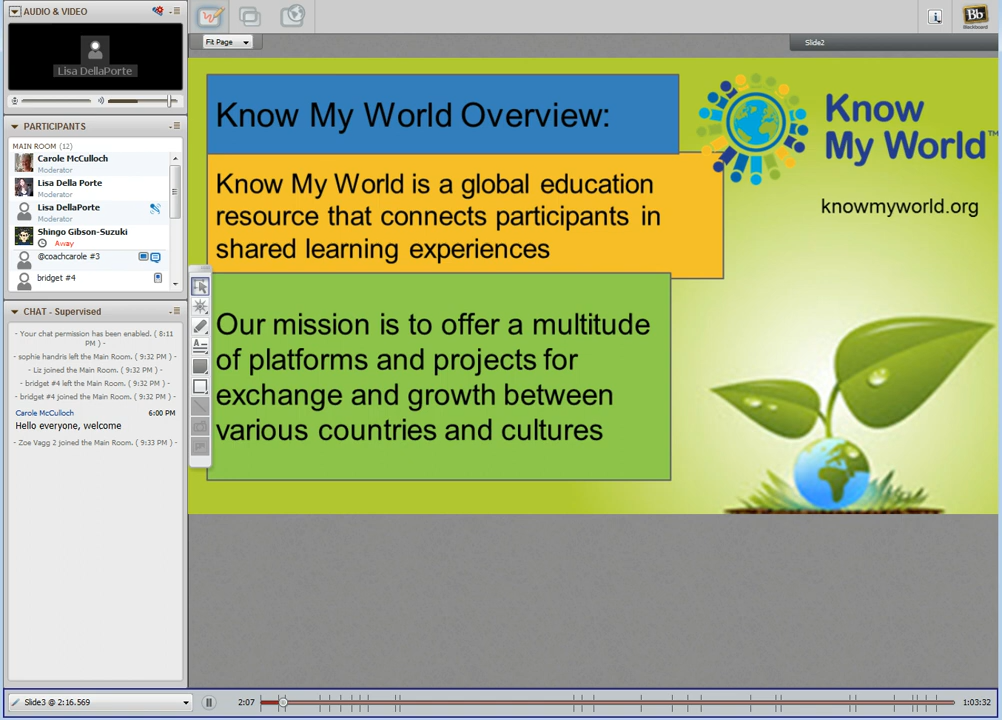 AUDIO & VIDEO
Lisa DellaPorte
PARTICIPANTS
MAIN ROOM (12)
Carole McCulloch
Moderator
Lisa Della Porte
Moderator
Lisa DellaPorte
Moderator
Shingo Gibson-Suzuki
Away
@coachcarole #3
bridget #4
CHAT - Supervised
- Your chat permission has been enabled. ( 8:11
PM ) -
- sophie handris left the Main Room. ( 9:32 PM ) -
- Liz joined the Main Room. ( 9:32 PM ) -
- bridget #4 left the Main Room. ( 9:32 PM ) -
- bridget #4 joined the Main Room. ( 9:32 PM ) -
Carole McCulloch 6:00 PM
Hello everyone, welcome
- Zoe Vagg 2 joined the Main Room. ( 9:33 PM ) -
Fit Page
Slide2
Bb
Blackboard
Know My World Overview:
Know My World is a global education
resource that connects participants in
shared learning experiences
Our mission is to offer a multitude
of platforms and projects for
exchange and growth between
various countries and cultures
Know
My World™
knowmyworld.org
Slide3 @ 2:16.569
2:07
1:03:32